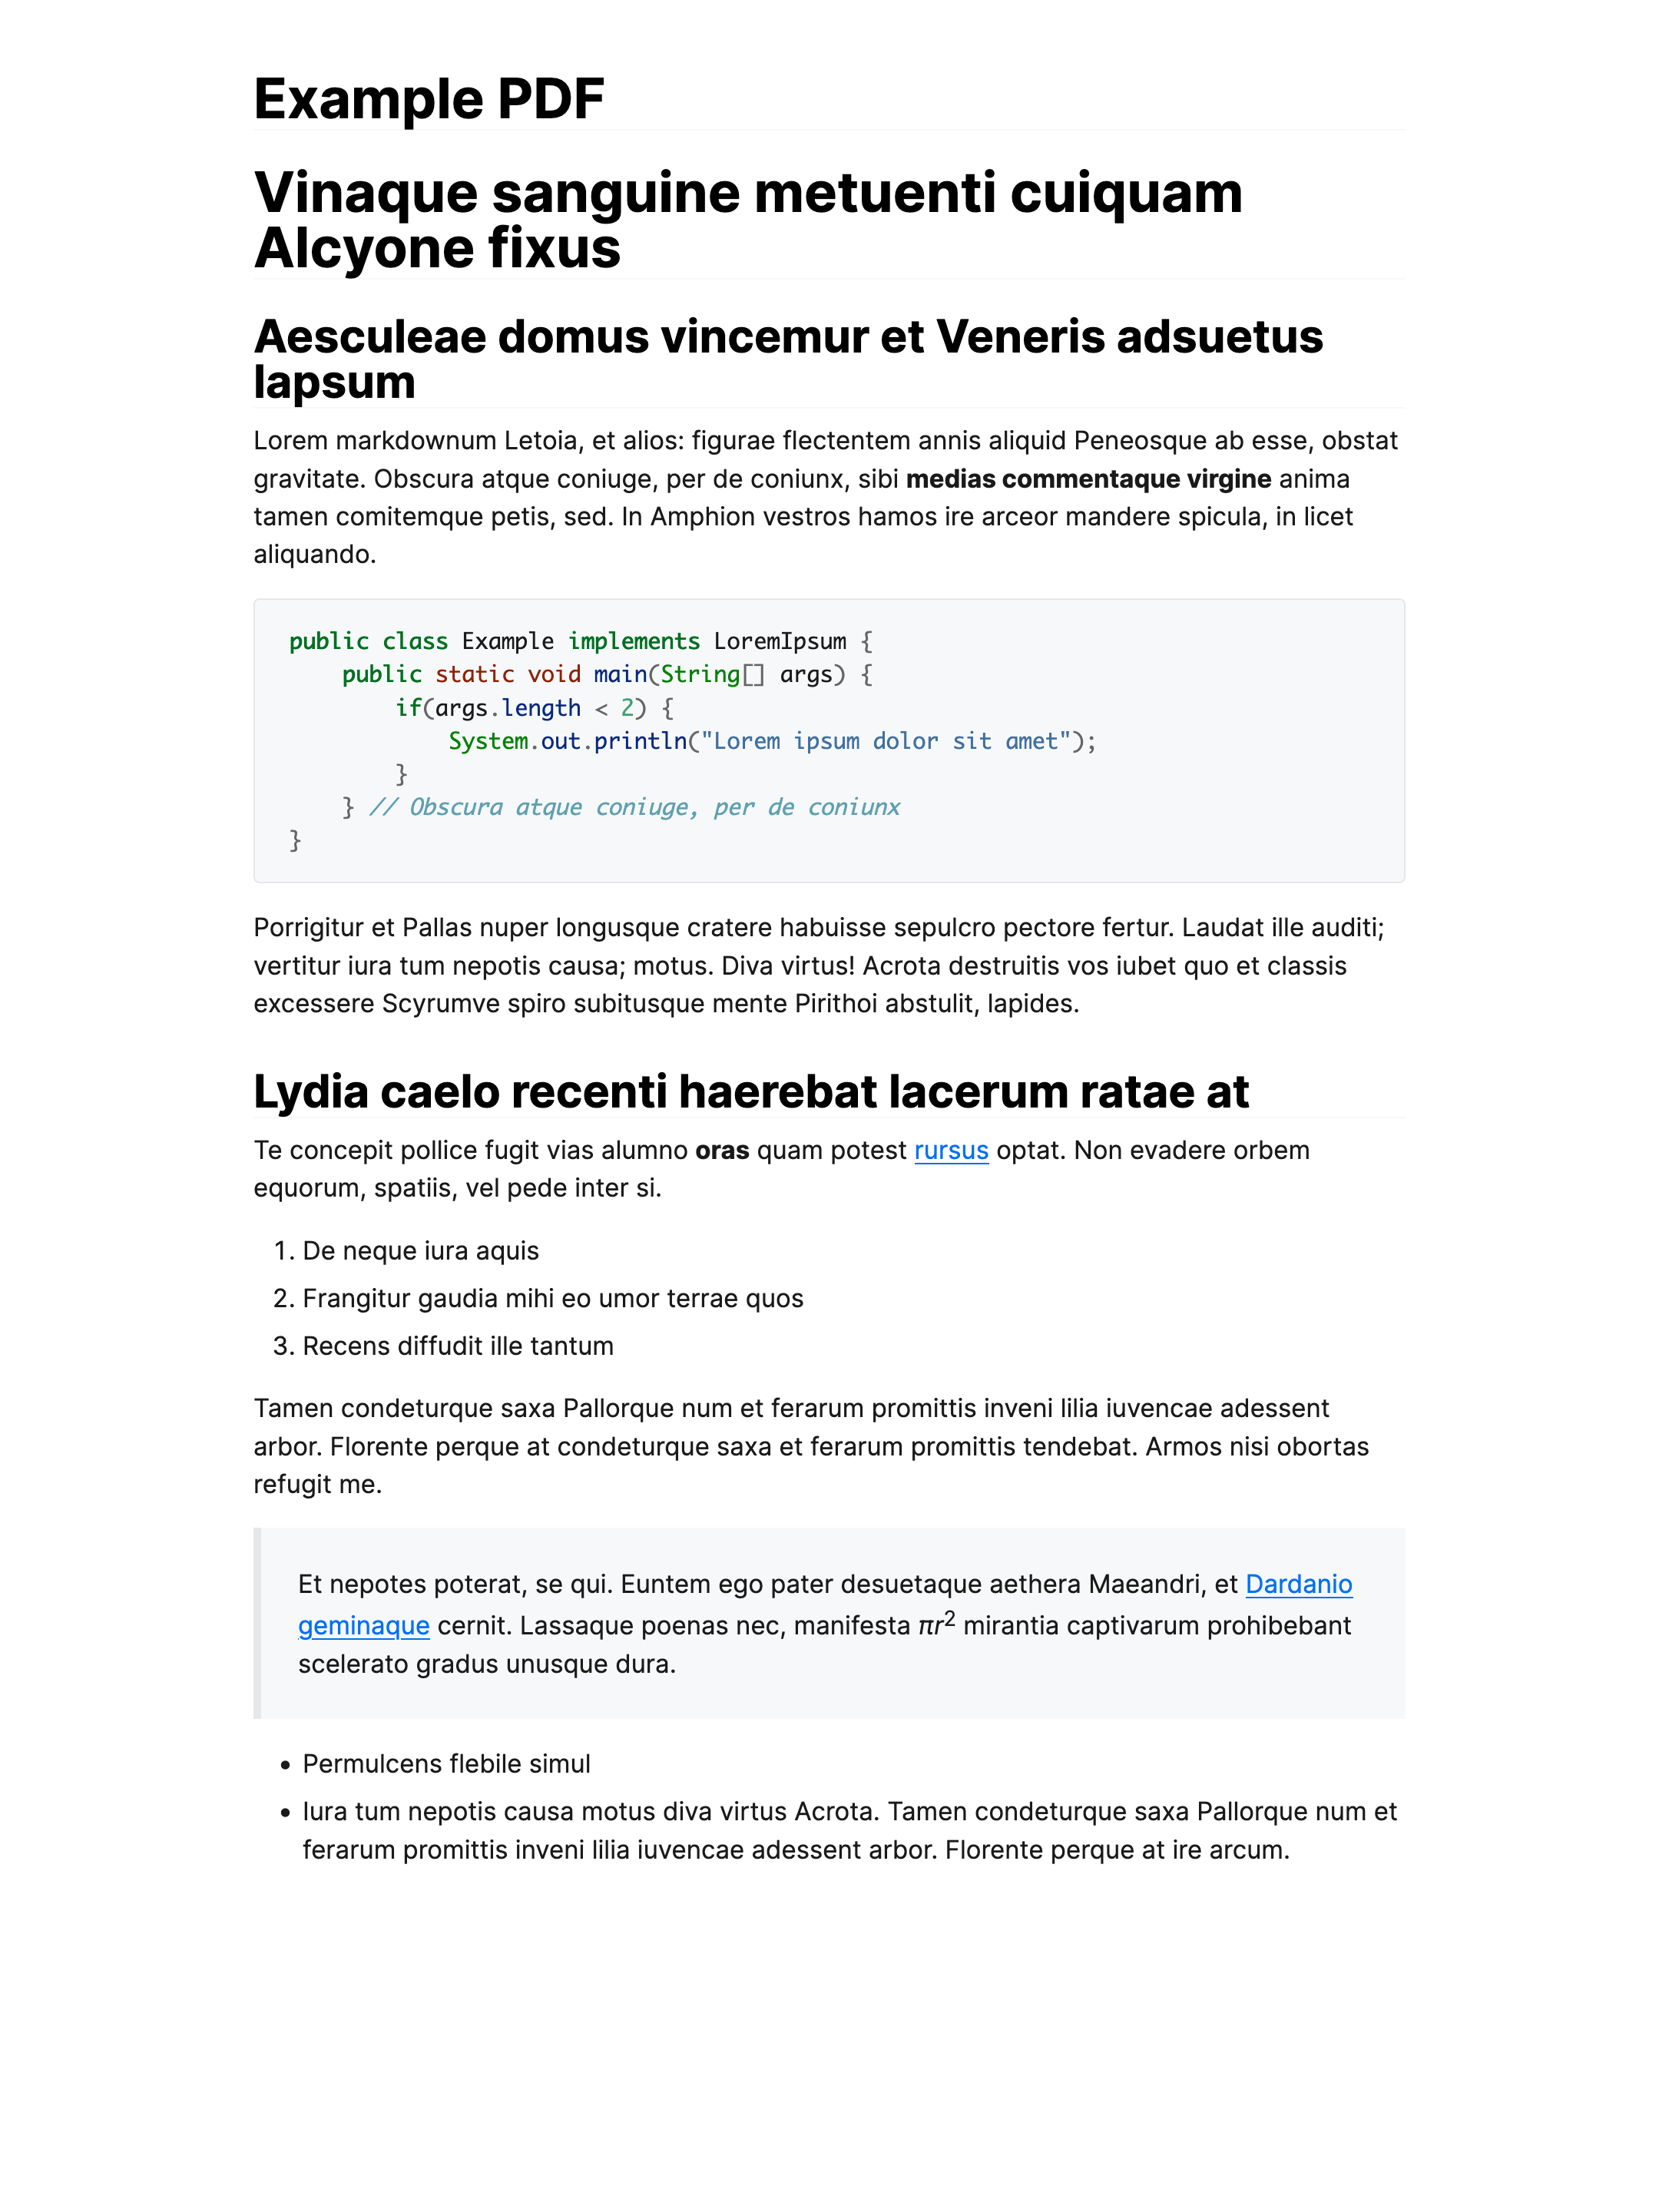 Example PDF
Vinaque sanguine metuenti cuiquam
Alcyone fixus
Aesculeae domus vincemur et Veneris adsuetus
lapsum
Lorem markdownum Letoia, et alios: figurae flectentem annis aliquid Peneosque ab esse, obstat
gravitate. Obscura atque coniuge, per de coniunx, sibi medias commentaque virgine anima
tamen comitemque petis, sed. In Amphion vestros hamos ire arceor mandere spicula, in licet
aliquando.
public class Example implements LoremIpsum {
    public static void main(String[] args) {
        if(args.length < 2) {
            System.out.println("Lorem ipsum dolor sit amet");
        }
    } // Obscura atque coniuge, per de coniunx
}
Porrigitur et Pallas nuper longusque cratere habuisse sepulcro pectore fertur. Laudat ille auditi;
vertitur iura tum nepotis causa; motus. Diva virtus! Acrota destruitis vos iubet quo et classis
excessere Scyrumve spiro subitusque mente Pirithoi abstulit, lapides.
Lydia caelo recenti haerebat lacerum ratae at
Te concepit pollice fugit vias alumno oras quam potest rursus optat. Non evadere orbem
equorum, spatiis, vel pede inter si.
1. De neque iura aquis
2. Frangitur gaudia mihi eo umor terrae quos
3. Recens diffudit ille tantum
Tamen condeturque saxa Pallorque num et ferarum promittis inveni lilia iuvencae adessent
arbor. Florente perque at condeturque saxa et ferarum promittis tendebat. Armos nisi obortas
refugit me.
Et nepotes poterat, se qui. Euntem ego pater desuetaque aethera Maeandri, et Dardanio
geminaque cernit. Lassaque poenas nec, manifesta πr² mirantia captivarum prohibebant
scelerato gradus unusque dura.
• Permulcens flebile simul
• Iura tum nepotis causa motus diva virtus Acrota. Tamen condeturque saxa Pallorque num et
ferarum promittis inveni lilia iuvencae adessent arbor. Florente perque at ire arcum.